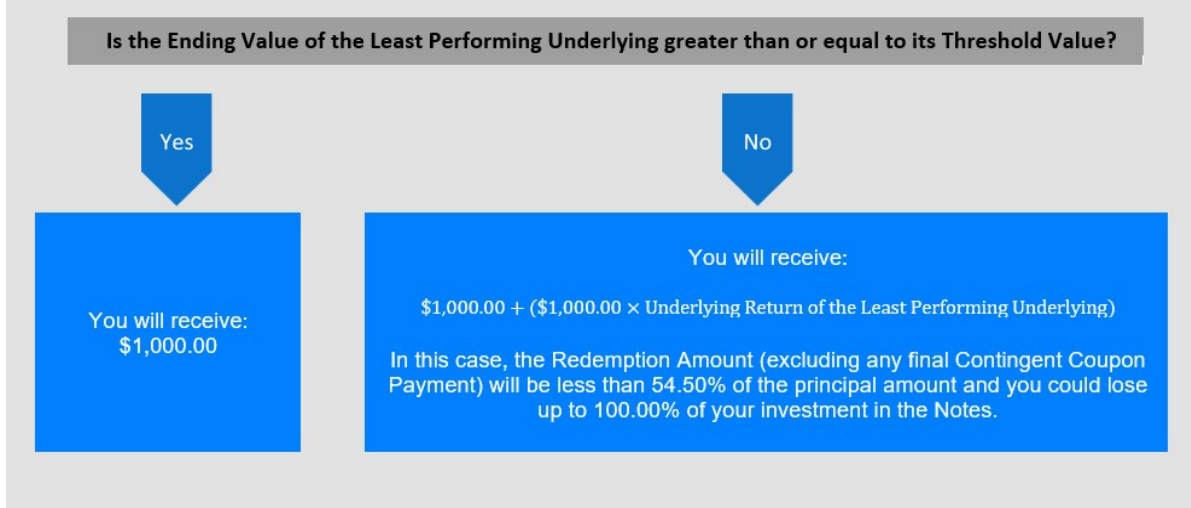 Is the Ending Value of the Least Performing Underlying greater than or equal to its Threshold Value?
Yes
No
You will receive:
$1,000.00
You will receive:
$1,000.00 + ($1,000.00 × Underlying Return of the Least Performing Underlying)
In this case, the Redemption Amount (excluding any final Contingent Coupon
Payment) will be less than 54.50% of the principal amount and you could lose
up to 100.00% of your investment in the Notes.